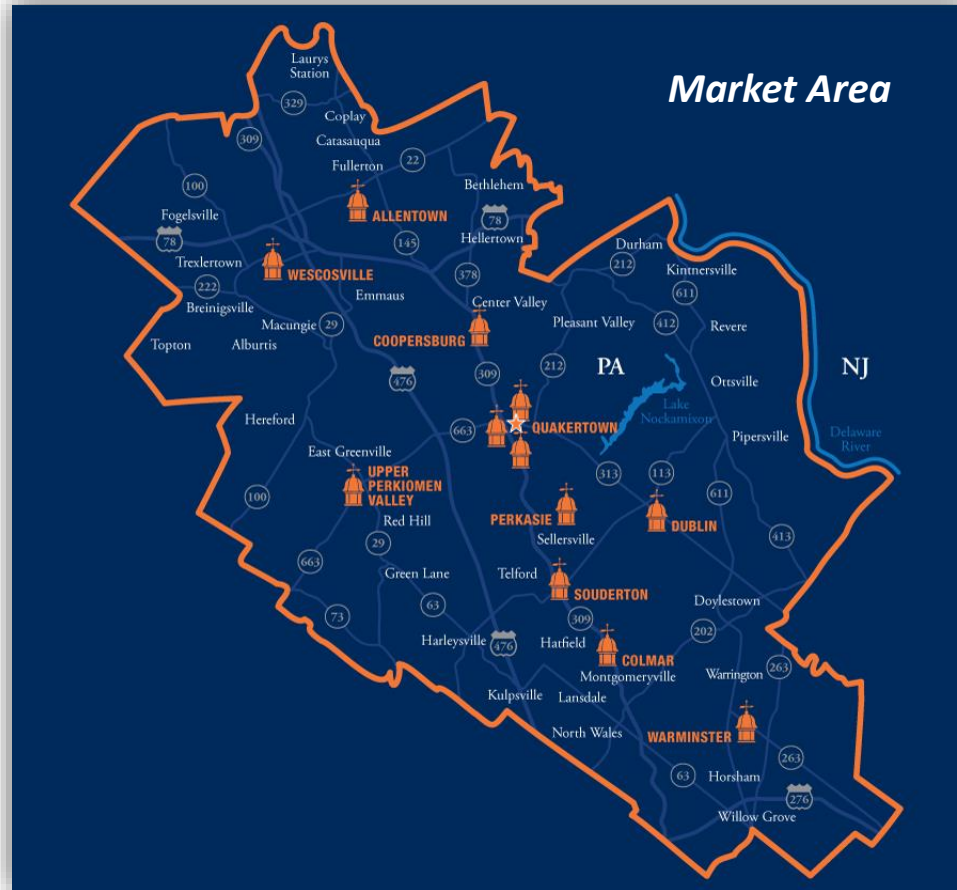 Market Area
Laurys
Station
329
Coplay
309
Catasauqua
Fullerton
22
100
Bethlehem
ALLENTOWN
Fogelsville
78
Hellertown
78
145
Durham
212
Trexlertown
WESCOSVILLE
378
Kintnersville
222
Emmaus
611
Breinigsville
Center Valley
Macungie
29
Pleasant Valley
412
Revere
COOPERSBURG
Topton
Alburtis
PA
NJ
309
212
476
Ottsville
Lake
Nockamixon
Hereford
QUAKERTOWN
663
Pipersville
Delaware
River
East Greenville
UPPER
PERKIOMEN
VALLEY
313
113
611
100
Red Hill
PERKASIE
DUBLIN
29
Sellersville
413
663
Green Lane
Telford
SOUDERTON
Doylestown
73
63
309
202
Harleysville
476
Hatfield
COLMAR
Montgomeryville
Warrington
263
Kulpsville
Lansdale
North Wales
WARMINSTER
263
63
Horsham
276
Willow Grove